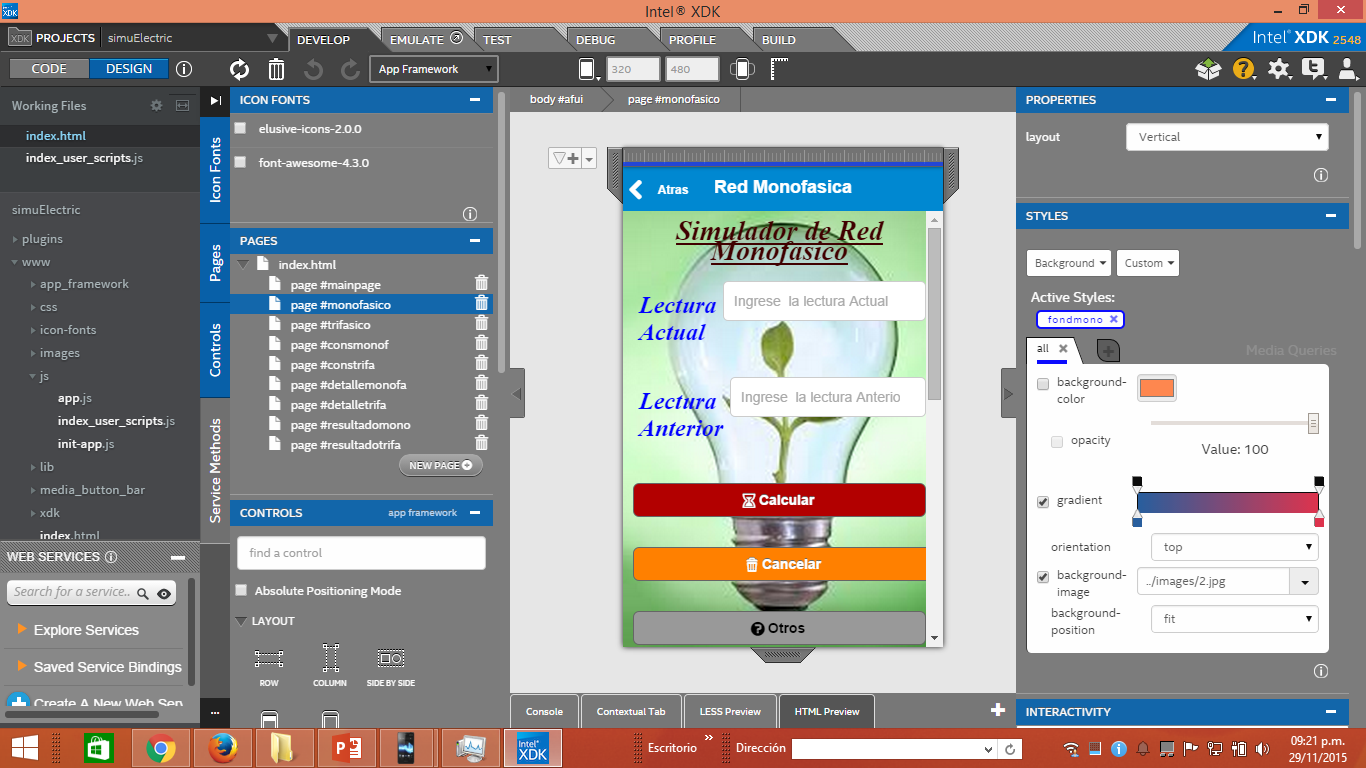 Intel® XDK
XDK PROJECTS simuElectric
DEVELOP EMULATE TEST DEBUG PROFILE BUILD
Intel® XDK 2548
CODE DESIGN App Framework 320 480
Working Files
index.html
index_user_scripts.js
simuElectric
plugins
www
app_framework
css
icon-fonts
images
js
app.js
index_user_scripts.js
init-app.js
lib
media_button_bar
xdk
index.html
WEB SERVICES
Search for a service..
Explore Services
Saved Service Bindings
Create A New Web Ser
Icon Fonts
Pages
Controls
Service Methods
...
ICON FONTS
elusive-icons-2.0.0
font-awesome-4.3.0
PAGES
index.html
page #mainpage
page #monofasico
page #trifasico
page #consmonof
page #constrifa
page #detallemonofa
page #detalletrifa
page #resultadomono
page #resultadotrifa
NEW PAGE
CONTROLS app framework
find a control
Absolute Positioning Mode
LAYOUT
ROW COLUMN SIDE BY SIDE
body #afui page #monofasico
Atras Red Monofasica
Simulador de Red
Monofasico
Lectura
Actual
Ingrese la lectura Actual
Lectura
Anterior
Ingrese la lectura Anterio
Calcular
Cancelar
Otros
Console Contextual Tab LESS Preview HTML Preview
PROPERTIES
layout Vertical
STYLES
Background Custom
Active Styles:
fondmono
all
Media Queries
background-
color
opacity
Value: 100
gradient
orientation top
background-
image
../images/2.jpg
background-
position
fit
INTERACTIVITY
Intel® XDK
Escritorio » Dirección
09:21 p.m.
29/11/2015